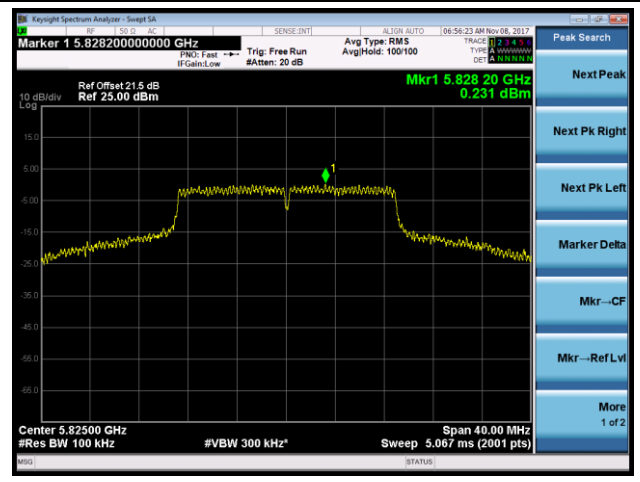 Keysight Spectrum Analyzer - Swept SA
RF 50 Ω AC SENSE:INT ALIGN AUTO 06:56:23 AM Nov 08, 2017
Marker 1 5.828200000000 GHz
PNO: Fast
IFGain:Low
Trig: Free Run
#Atten: 20 dB
Avg Type: RMS
Avg|Hold: 100/100
TRACE 1 2 3 4 5 6
TYPE A WWWWW
DET A N N N N N
Peak Search
Ref Offset 21.5 dB
10 dB/div Ref 25.00 dBm
Log
Mkr1 5.828 20 GHz
0.231 dBm
Next Peak
15.0
Next Pk Right
5.00
1
-5.00
Next Pk Left
-15.0
Marker Delta
-25.0
-35.0
Mkr→CF
-45.0
-55.0
Mkr→RefLvl
-65.0
More
1 of 2
Center 5.82500 GHz Span 40.00 MHz
#Res BW 100 kHz #VBW 300 kHz* Sweep 5.067 ms (2001 pts)
MSG STATUS